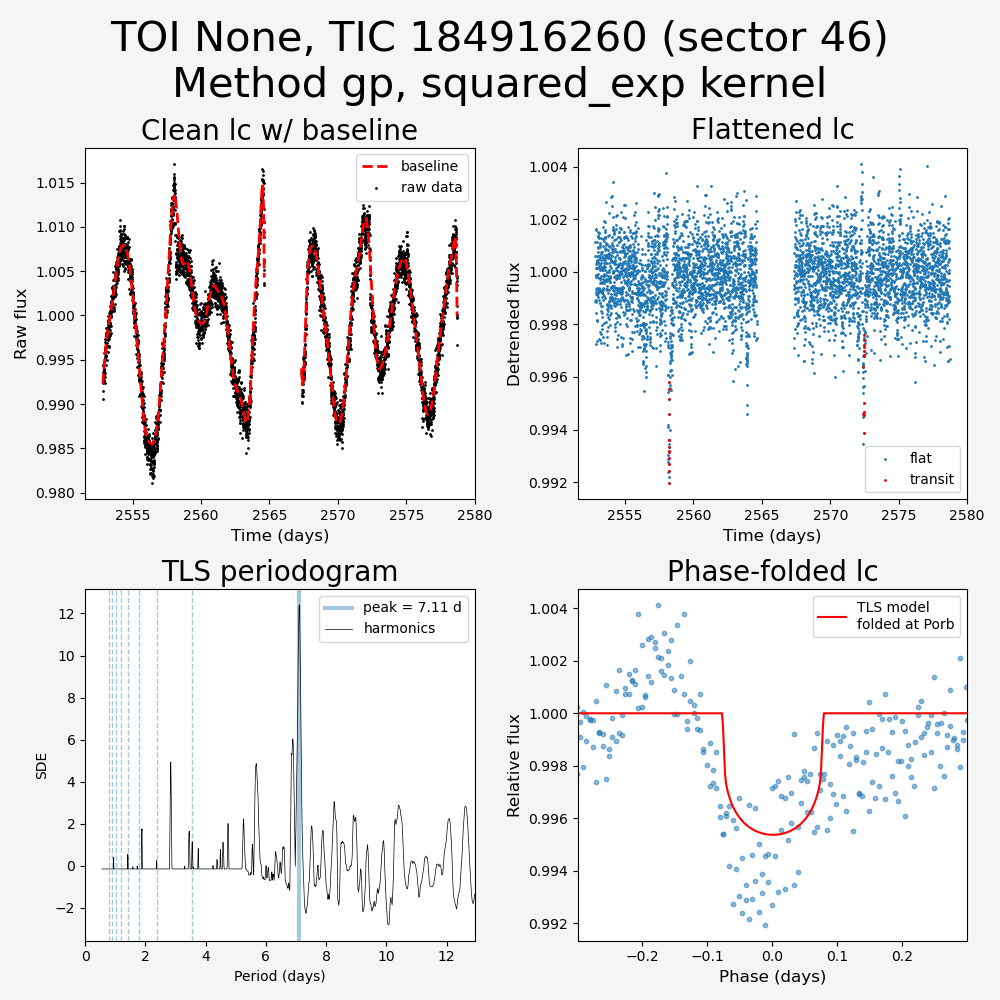 TOI None, TIC 184916260 (sector 46)
Method gp, squared_exp kernel
Clean lc w/ baseline
Raw flux
1.015
1.010
1.005
1.000
0.995
0.990
0.985
0.980
baseline
raw data
2555 2560 2565 2570 2575 2580
Time (days)
Flattened lc
Detrended flux
1.004
1.002
1.000
0.998
0.996
0.994
0.992
flat
transit
2555 2560 2565 2570 2575 2580
Time (days)
TLS periodogram
SDE
12
10
8
6
4
2
0
−2
peak = 7.11 d
harmonics
0 2 4 6 8 10 12
Period (days)
Phase-folded lc
Relative flux
1.004
1.002
1.000
0.998
0.996
0.994
0.992
TLS model
folded at Porb
−0.2 −0.1 0.0 0.1 0.2
Phase (days)